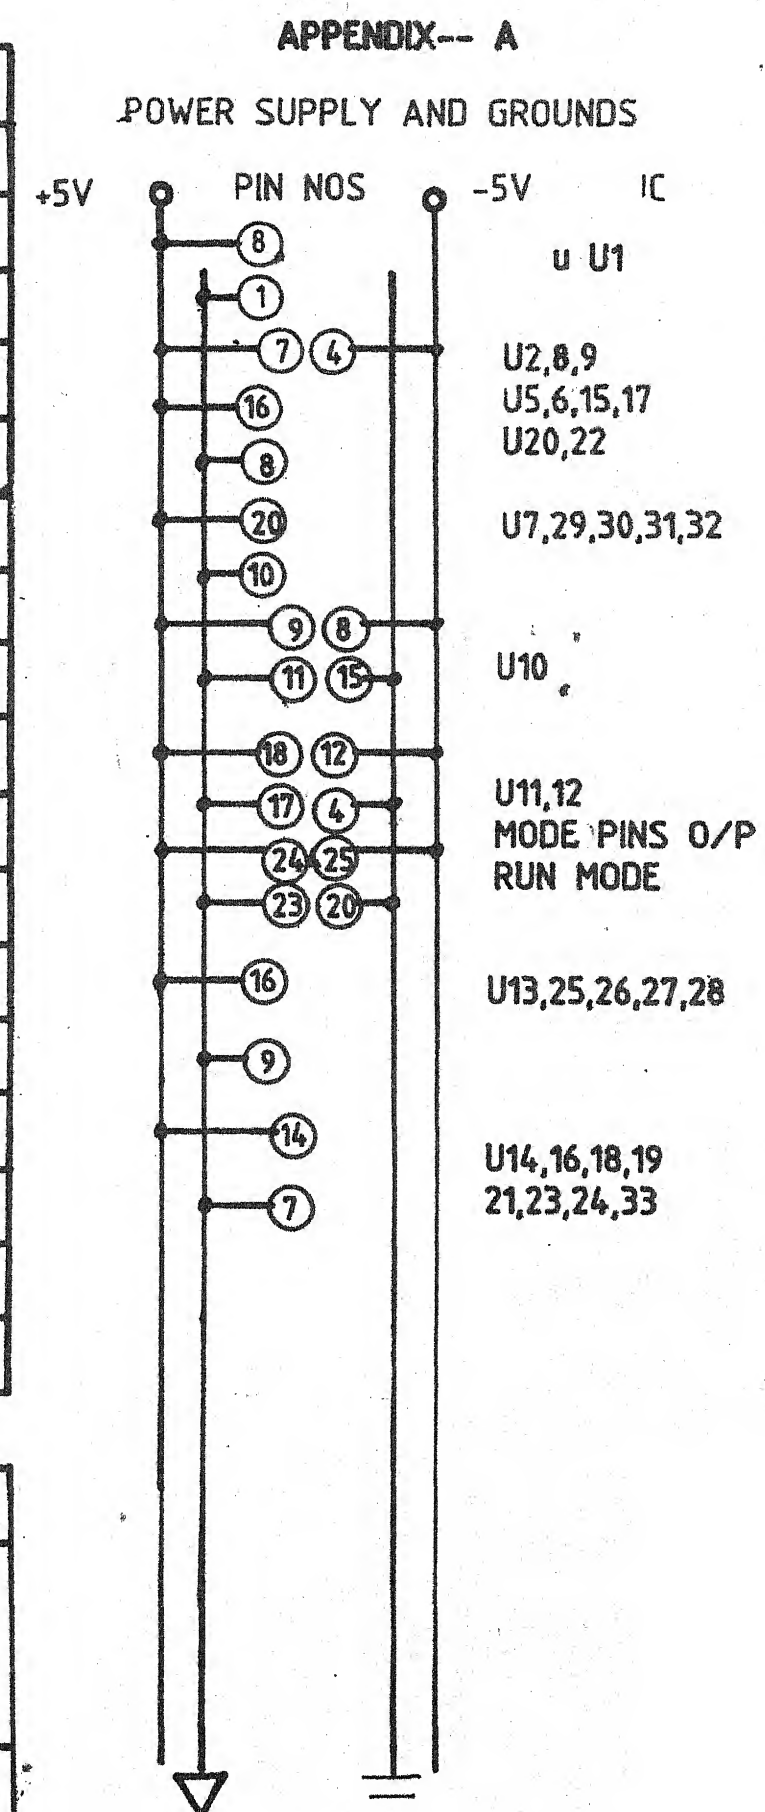 APPENDIX-- A
POWER SUPPLY AND GROUNDS
+5V PIN NOS -5V IC
8
u U1
1
7 4 U2,8,9
16 U5,6,15,17
U20,22
8
20 U7,29,30,31,32
10
9 8
11 15 U10
18 12
17 4 U11,12
MODE PINS O/P
24 25 RUN MODE
23 20
16 U13,25,26,27,28
9
14
U14,16,18,19
7 21,23,24,33